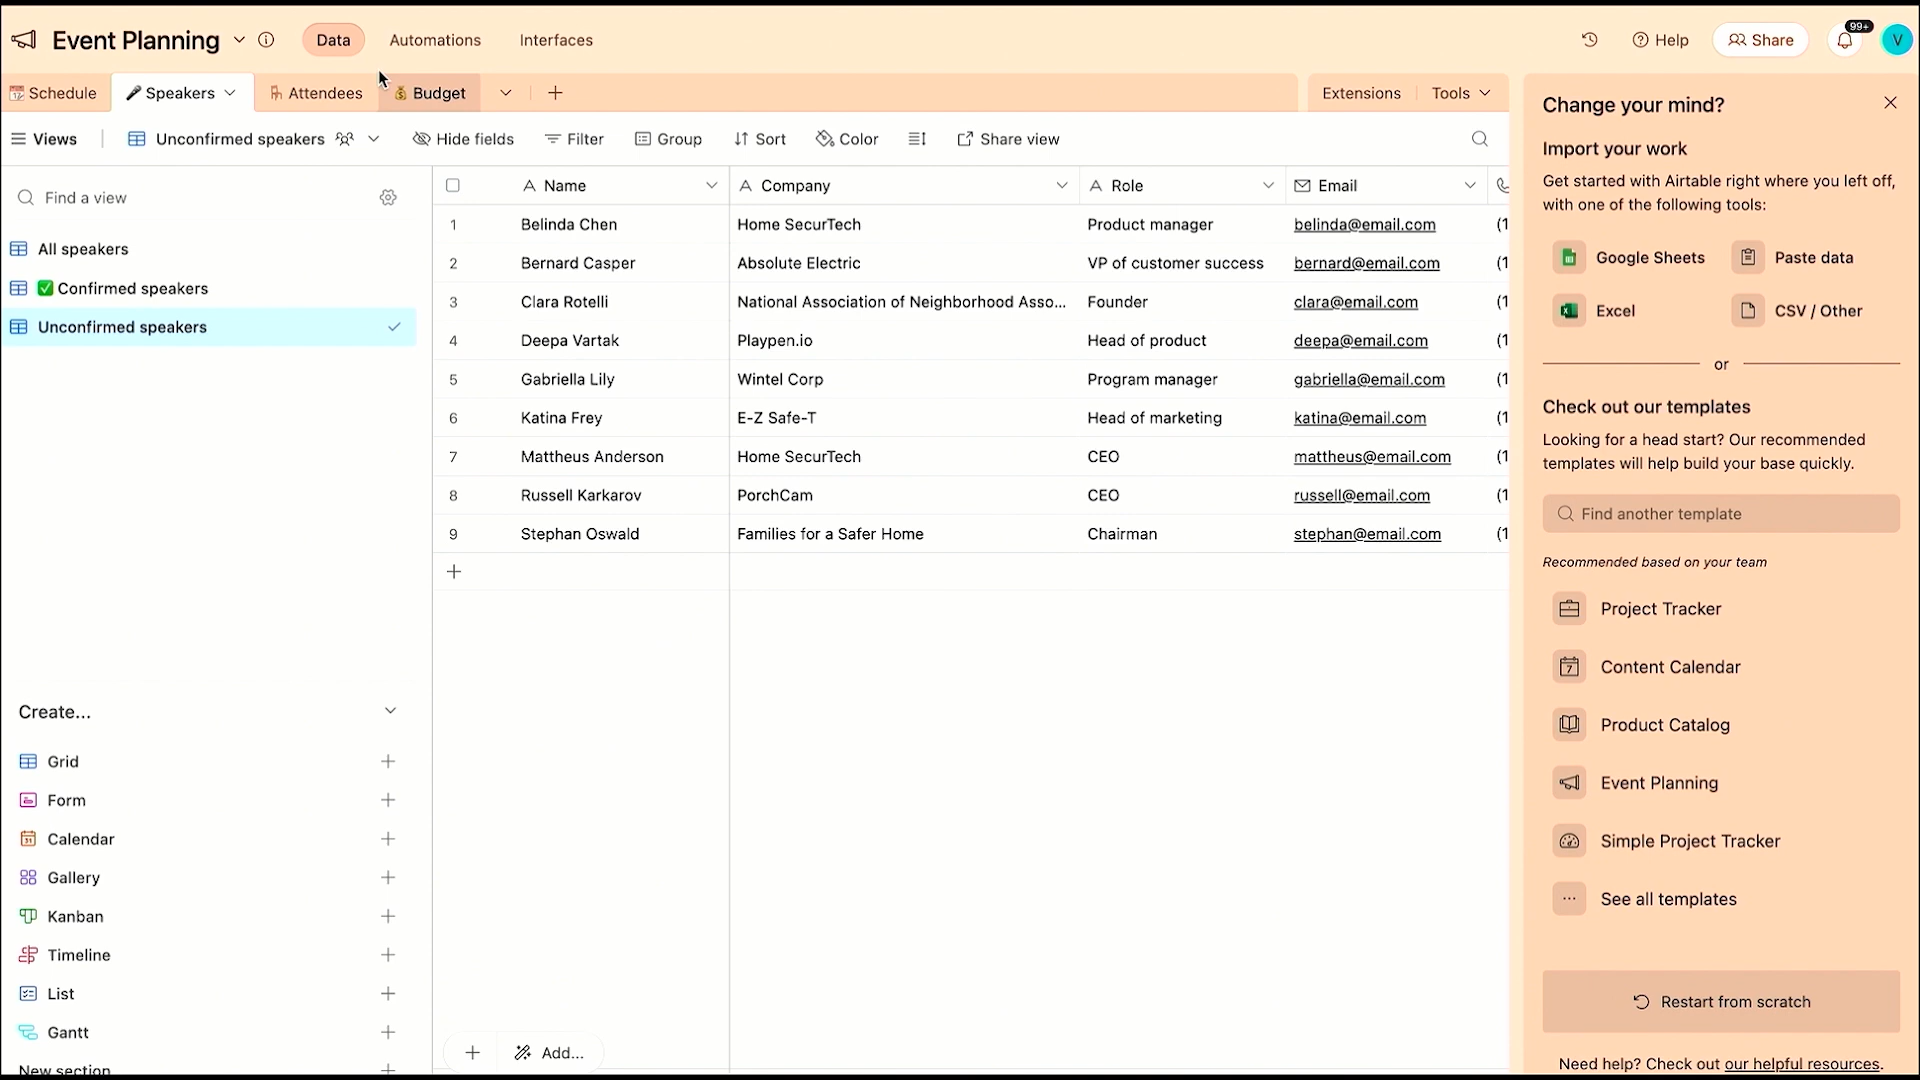 Event Planning
Data
Automations
Interfaces
Help
Share
99+
V
Schedule
Speakers
Attendees
Budget
Extensions
Tools
Views
Unconfirmed speakers
Hide fields
Filter
Group
Sort
Color
Share view
Find a view
All speakers
Confirmed speakers
Unconfirmed speakers
Create...
Grid
Form
Calendar
Gallery
Kanban
Timeline
List
Gantt
New section
Name Company Role Email
1 Belinda Chen Home SecurTech Product manager belinda@email.com (1
2 Bernard Casper Absolute Electric VP of customer success bernard@email.com (1
3 Clara Rotelli National Association of Neighborhood Asso... Founder clara@email.com (1
4 Deepa Vartak Playpen.io Head of product deepa@email.com (1
5 Gabriella Lily Wintel Corp Program manager gabriella@email.com (1
6 Katina Frey E-Z Safe-T Head of marketing katina@email.com (1
7 Mattheus Anderson Home SecurTech CEO mattheus@email.com (1
8 Russell Karkarov PorchCam CEO russell@email.com (1
9 Stephan Oswald Families for a Safer Home Chairman stephan@email.com (1
Add...
Change your mind?
Import your work
Get started with Airtable right where you left off,
with one of the following tools:
Google Sheets
Paste data
Excel
CSV / Other
or
Check out our templates
Looking for a head start? Our recommended
templates will help build your base quickly.
Find another template
Recommended based on your team
Project Tracker
Content Calendar
Product Catalog
Event Planning
Simple Project Tracker
See all templates
Restart from scratch
Need help? Check out our helpful resources.